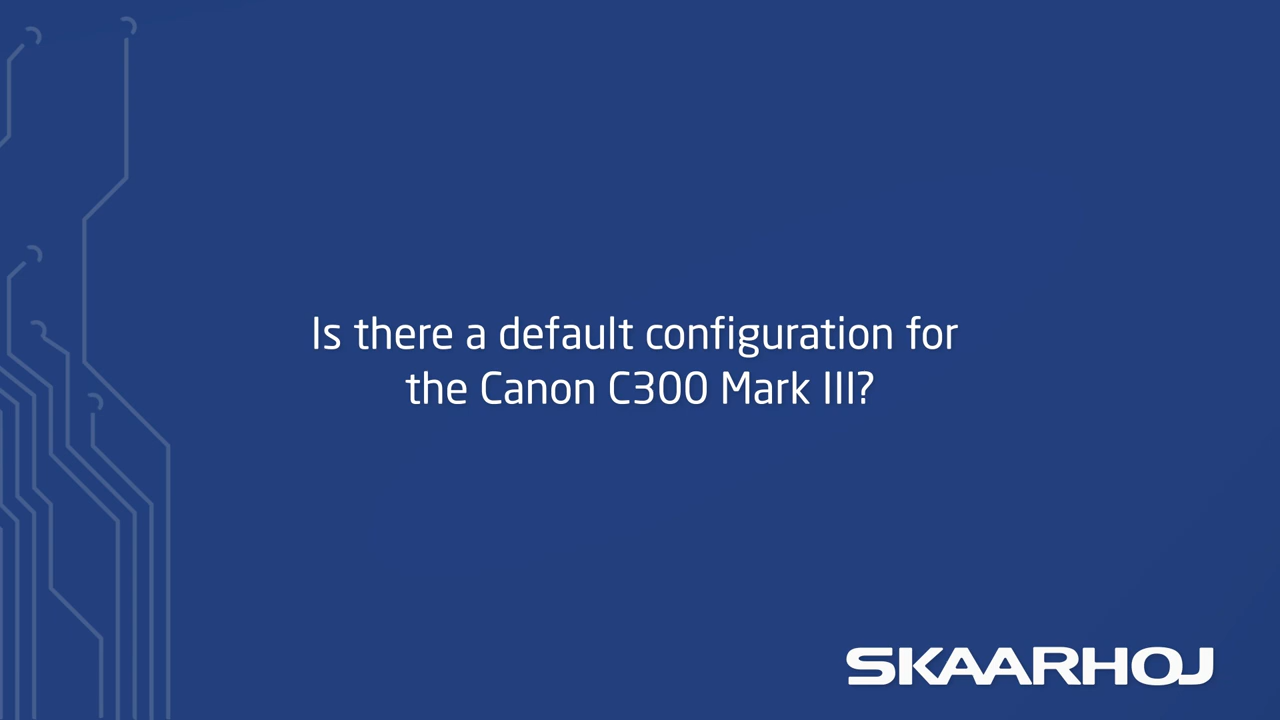 Is there a default configuration for
the Canon C300 Mark III?
SKAARHOJ